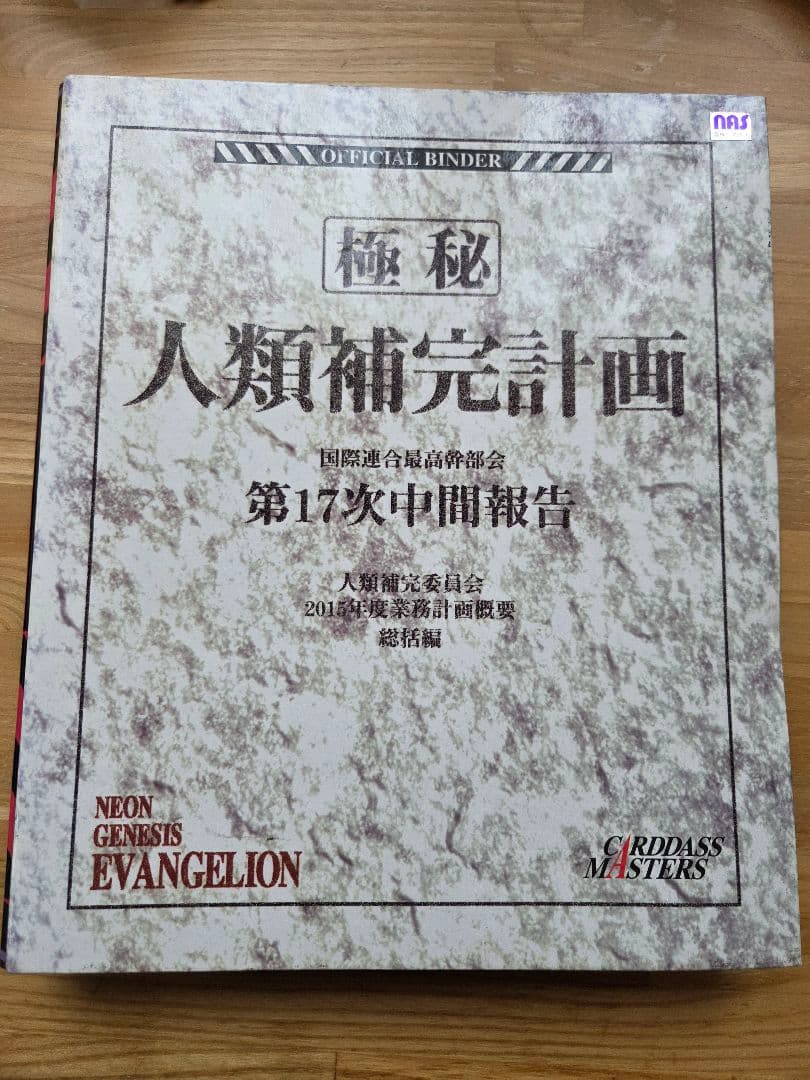 nas
OFFICIAL BINDER
極秘
人類補完計画
国際連合最高幹部会
第17次中間報告
人類補完委員会
2015年度業務計画概要
総括編
NEON
GENESIS
EVANGELION
CARDDASS
MASTERS